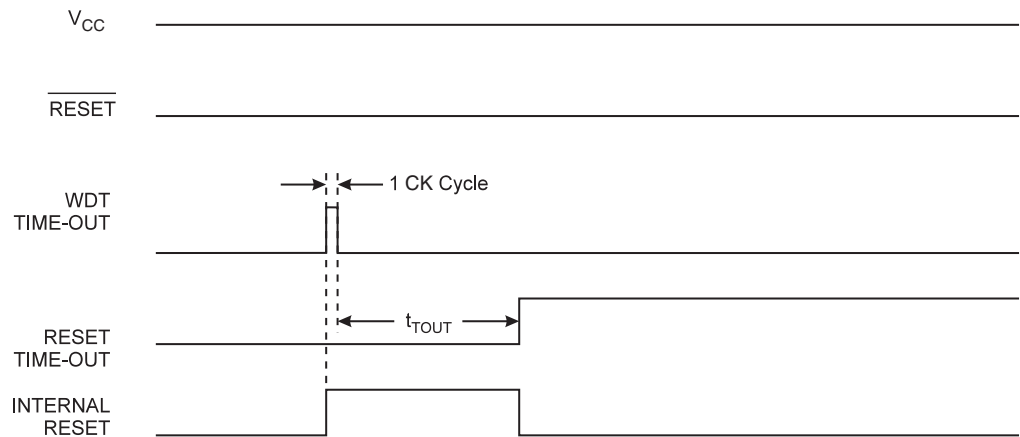 VCC
RESET
1 CK Cycle
WDT
TIME-OUT
tTOUT
RESET
TIME-OUT
INTERNAL
RESET